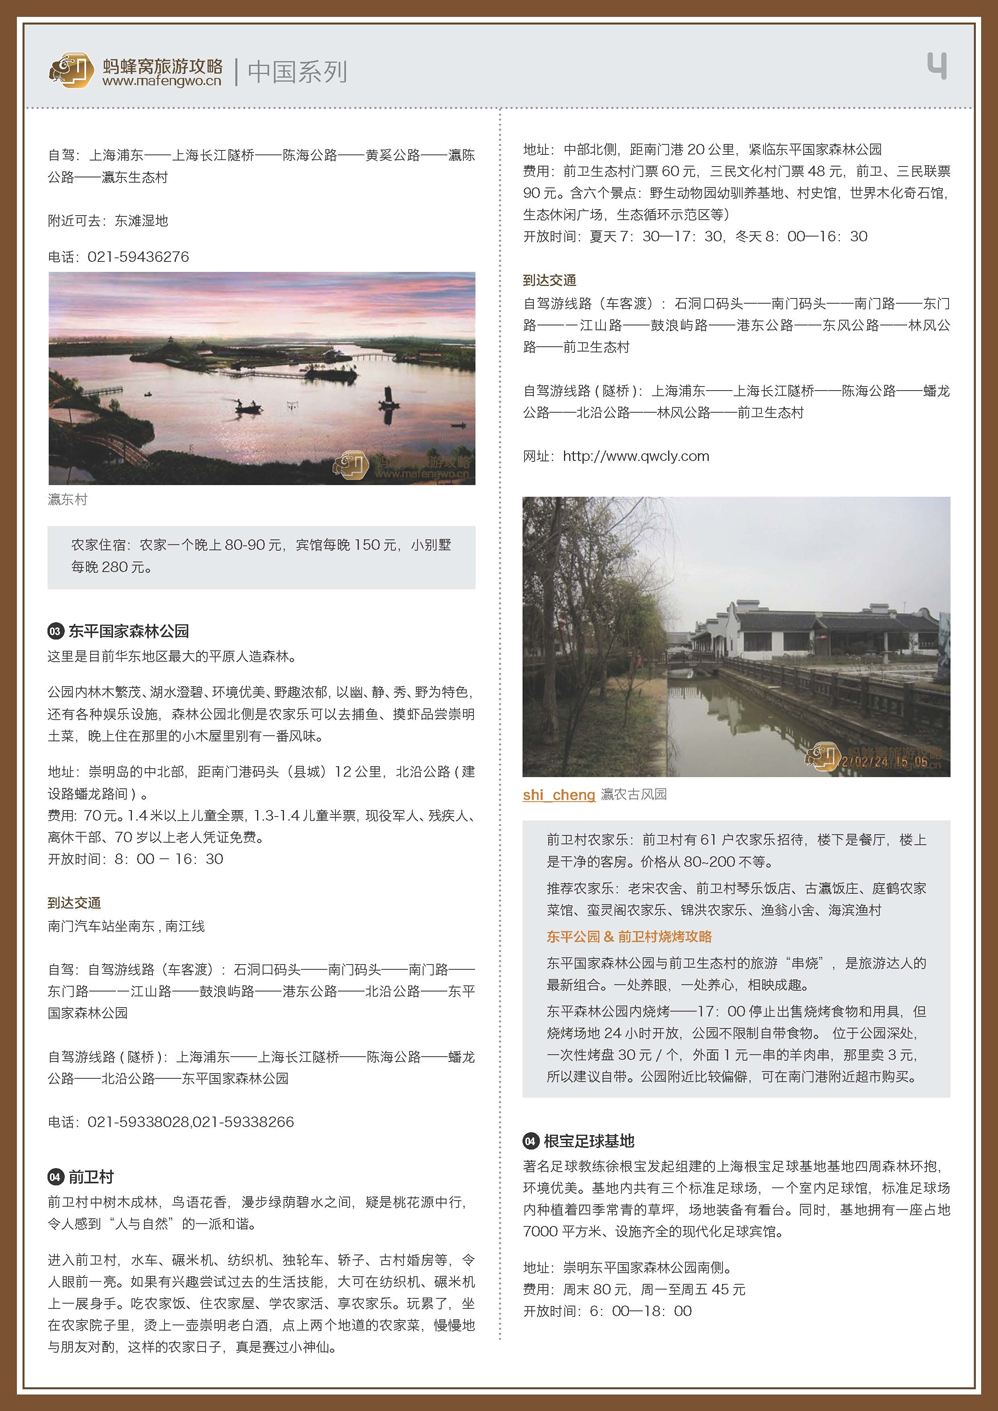 蚂蜂窝旅游攻略
www.mafengwo.cn
中国系列
4
自驾：上海浦东——上海长江隧桥——陈海公路——黄奚公路——瀛陈
公路——瀛东生态村
附近可去：东滩湿地
电话：021-59436276
蚂蜂窝旅游攻略
www.mafengwo.cn
瀛东村
农家住宿：农家一个晚上 80-90 元，宾馆每晚 150 元，小别墅
每晚 280 元。
03 东平国家森林公园
这里是目前华东地区最大的平原人造森林。
公园内林木繁茂、湖水澄碧、环境优美、野趣浓郁，以幽、静、秀、野为特色，
还有各种娱乐设施，森林公园北侧是农家乐可以去捕鱼、摸虾品尝崇明
土菜，晚上住在那里的小木屋里别有一番风味。
地址：崇明岛的中北部，距南门港码头（县城）12 公里，北沿公路 ( 建
设路蟠龙路间 ) 。
费用：70 元。1.4 米以上儿童全票，1.3-1.4 儿童半票，现役军人、残疾人、
离休干部、70 岁以上老人凭证免费。
开放时间：8：00 － 16：30
到达交通
南门汽车站坐南东 , 南江线
自驾：自驾游线路（车客渡）：石洞口码头——南门码头——南门路——
东门路———江山路——鼓浪屿路——港东公路——北沿公路——东平
国家森林公园
自驾游线路 ( 隧桥 )：上海浦东——上海长江隧桥——陈海公路——蟠龙
公路——北沿公路——东平国家森林公园
电话：021-59338028,021-59338266
04 前卫村
前卫村中树木成林，鸟语花香，漫步绿荫碧水之间，疑是桃花源中行，
令人感到“人与自然”的一派和谐。
进入前卫村，水车、碾米机、纺织机、独轮车、轿子、古村婚房等，令
人眼前一亮。如果有兴趣尝试过去的生活技能，大可在纺织机、碾米机
上一展身手。吃农家饭、住农家屋、学农家活、享农家乐。玩累了，坐
在农家院子里，烫上一壶崇明老白酒，点上两个地道的农家菜，慢慢地
与朋友对酌，这样的农家日子，真是赛过小神仙。
地址：中部北侧，距南门港 20 公里，紧临东平国家森林公园
费用：前卫生态村门票 60 元，三民文化村门票 48 元，前卫、三民联票
90 元。含六个景点：野生动物园幼驯养基地、村史馆，世界木化奇石馆，
生态休闲广场，生态循环示范区等）
开放时间：夏天 7：30—17：30，冬天 8：00—16：30
到达交通
自驾游线路（车客渡）：石洞口码头——南门码头——南门路——东门
路———江山路——鼓浪屿路——港东公路——东风公路——林风公
路——前卫生态村
自驾游线路 ( 隧桥 )：上海浦东——上海长江隧桥——陈海公路——蟠龙
公路——北沿公路——林风公路——前卫生态村
网址：http://www.qwcly.com
蚂蜂窝旅游攻略
2/02/24 15 06
shi_cheng 瀛农古风园
前卫村农家乐：前卫村有 61 户农家乐招待，楼下是餐厅，楼上
是干净的客房。价格从 80~200 不等。
推荐农家乐：老宋农舍、前卫村琴乐饭店、古瀛饭庄、庭鹤农家
菜馆、蛮灵阁农家乐、锦洪农家乐、渔翁小舍、海滨渔村
东平公园 & 前卫村烧烤攻略
东平国家森林公园与前卫生态村的旅游“串烧”，是旅游达人的
最新组合。一处养眼，一处养心，相映成趣。
东平森林公园内烧烤——17：00 停止出售烧烤食物和用具，但
烧烤场地 24 小时开放，公园不限制自带食物。 位于公园深处，
一次性烤盘 30 元 / 个，外面 1 元一串的羊肉串，那里卖 3 元，
所以建议自带。公园附近比较偏僻，可在南门港附近超市购买。
04 根宝足球基地
著名足球教练徐根宝发起组建的上海根宝足球基地基地四周森林环抱，
环境优美。基地内共有三个标准足球场，一个室内足球馆，标准足球场
内种植着四季常青的草坪，场地装备有看台。同时，基地拥有一座占地
7000 平方米、设施齐全的现代化足球宾馆。
地址：崇明东平国家森林公园南侧。
费用：周末 80 元，周一至周五 45 元
开放时间：6：00—18：00